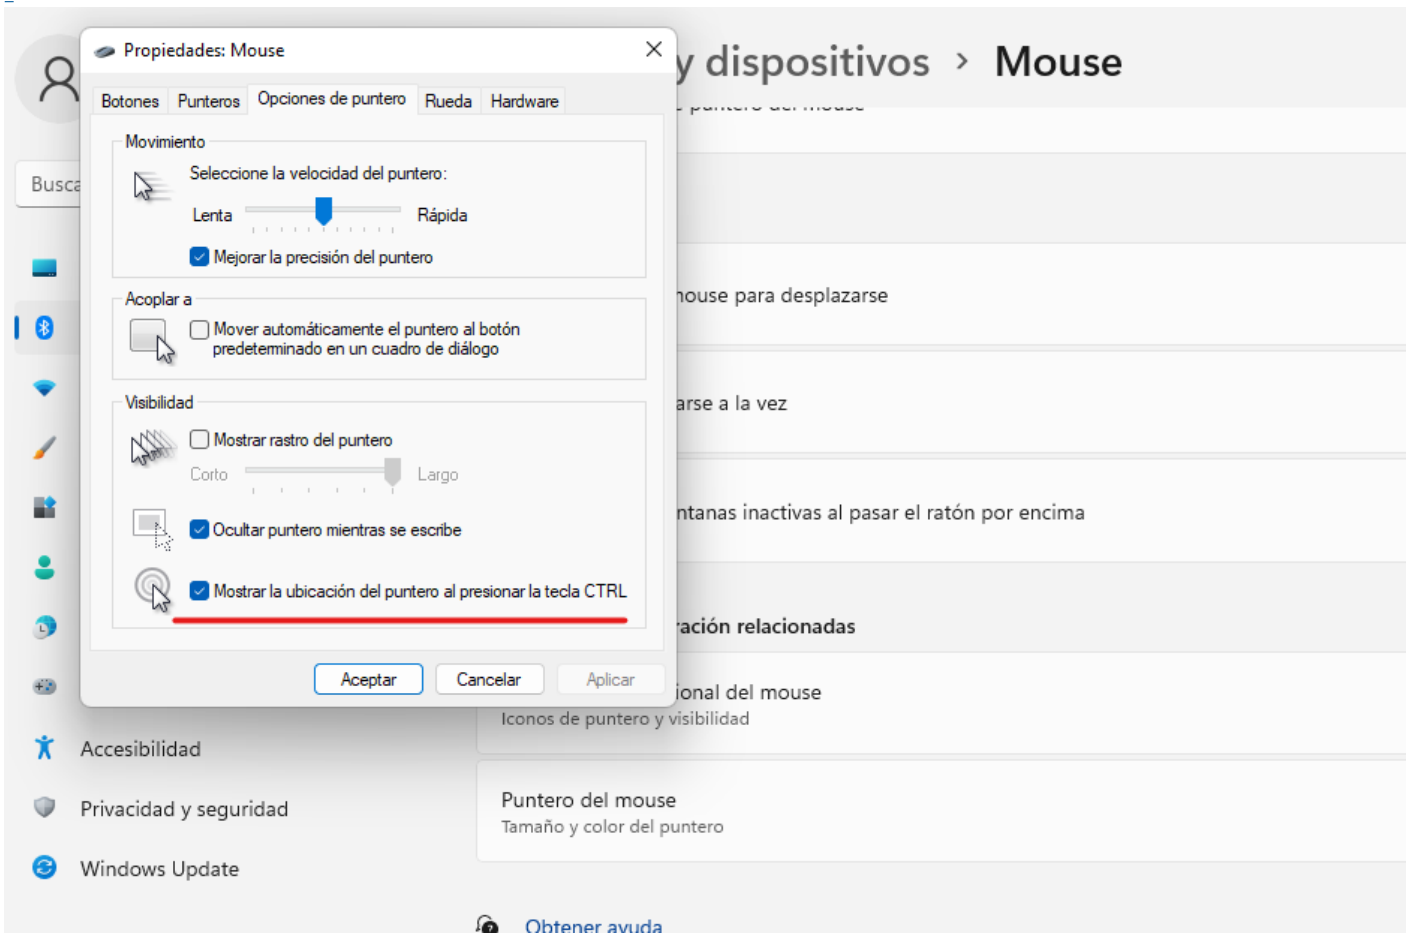 Propiedades: Mouse
Botones
Punteros
Opciones de puntero
Rueda
Hardware
Movimiento
Seleccione la velocidad del puntero:
Lenta
Rápida
Mejorar la precisión del puntero
Acoplar a
Mover automáticamente el puntero al botón
predeterminado en un cuadro de diálogo
Visibilidad
Mostrar rastro del puntero
Corto
Largo
Ocultar puntero mientras se escribe
Mostrar la ubicación del puntero al presionar la tecla CTRL
Aceptar
Cancelar
Aplicar
Busca
Accesibilidad
Privacidad y seguridad
Windows Update
y dispositivos > Mouse
puntero del mouse
mouse para desplazarse
arse a la vez
ntanas inactivas al pasar el ratón por encima
ración relacionadas
ional del mouse
Iconos de puntero y visibilidad
Puntero del mouse
Tamaño y color del puntero
Obtener ayuda